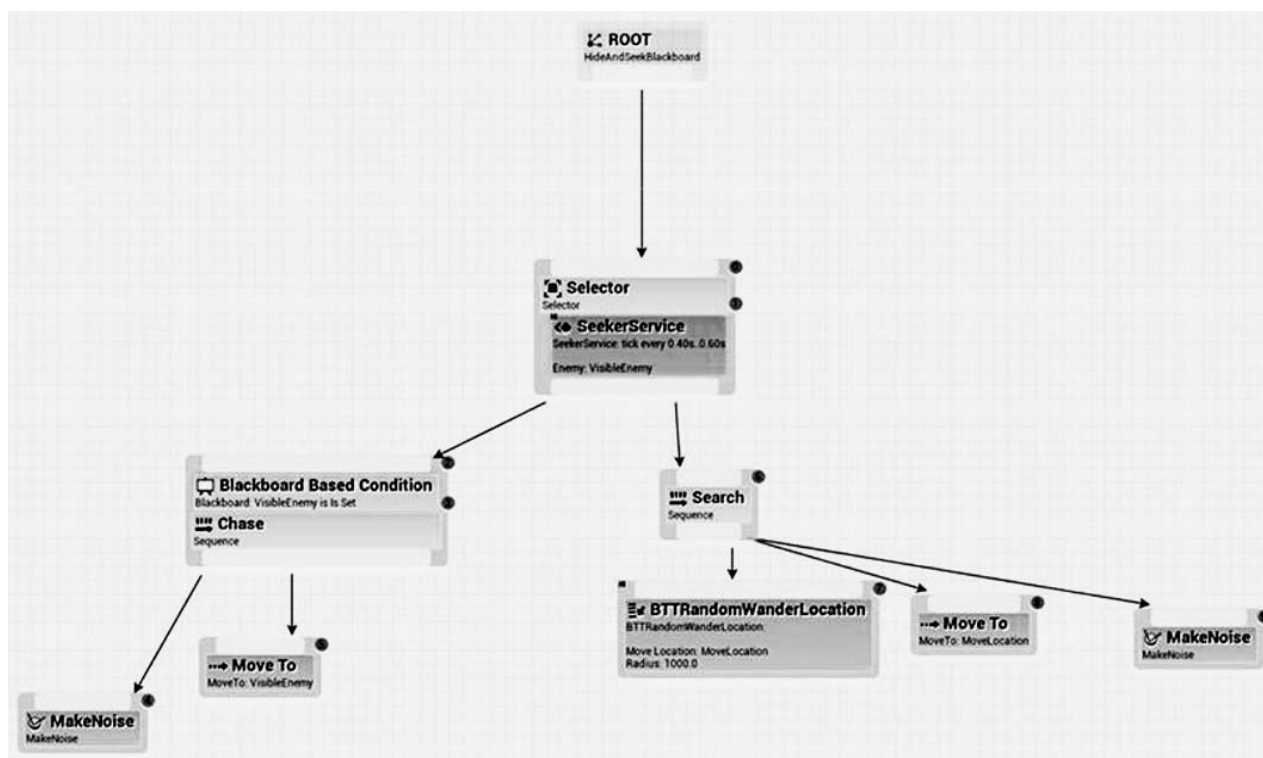 ROOT
HideAndSeekBlackboard
Selector
Selector
SeekerService
SeekerService: tick every 0.40s..0.60s
Enemy: VisibleEnemy
Blackboard Based Condition
Blackboard: VisibleEnemy is Is Set
Chase
Sequence
Search
Sequence
MakeNoise
MakeNoise
Move To
MoveTo: VisibleEnemy
BTTRandomWanderLocation
BTTRandomWanderLocation:
Move Location: MoveLocation
Radius: 1000.0
Move To
MoveTo: MoveLocation
MakeNoise
MakeNoise